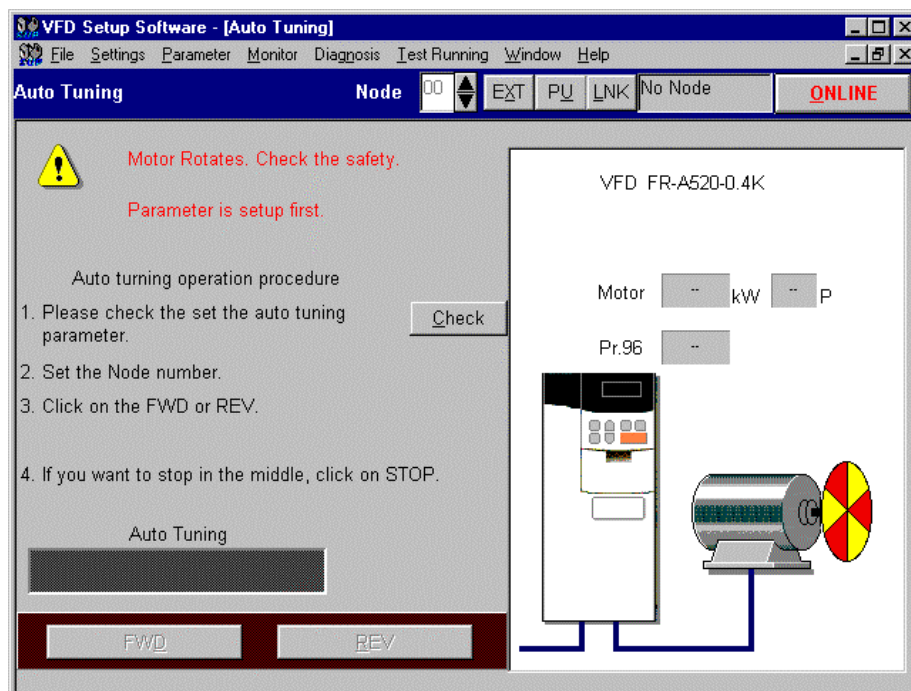 VFD Setup Software - [Auto Tuning]
File Settings Parameter Monitor Diagnosis Test Running Window Help
Auto Tuning Node 00 EXT PU LNK No Node ONLINE
Motor Rotates. Check the safety.
Parameter is setup first.
Auto turning operation procedure
1. Please check the set the auto tuning
parameter.
Check
2. Set the Node number.
3. Click on the FWD or REV.
4. If you want to stop in the middle, click on STOP.
Auto Tuning
FWD REV
VFD FR-A520-0.4K
Motor -- kW -- P
Pr.96 --